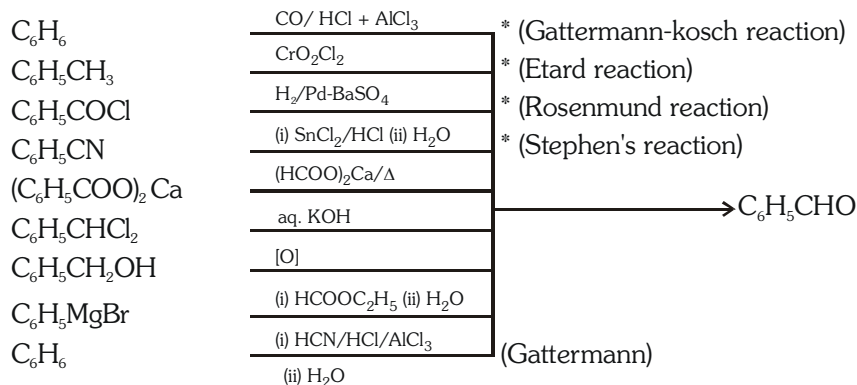 C₆H₆ CO/ HCl + AlCl₃ * (Gattermann-kosch reaction)
C₆H₅CH₃ CrO₂Cl₂ * (Etard reaction)
C₆H₅COCl H₂/Pd-BaSO₄ * (Rosenmund reaction)
C₆H₅CN (i) SnCl₂/HCl (ii) H₂O * (Stephen's reaction)
(C₆H₅COO)₂ Ca (HCOO)₂Ca/Δ
C₆H₅CHCl₂ aq. KOH
C₆H₅CH₂OH [O]
C₆H₅MgBr (i) HCOOC₂H₅ (ii) H₂O
C₆H₆ (i) HCN/HCl/AlCl₃ (Gattermann)
(ii) H₂O
C₆H₅CHO